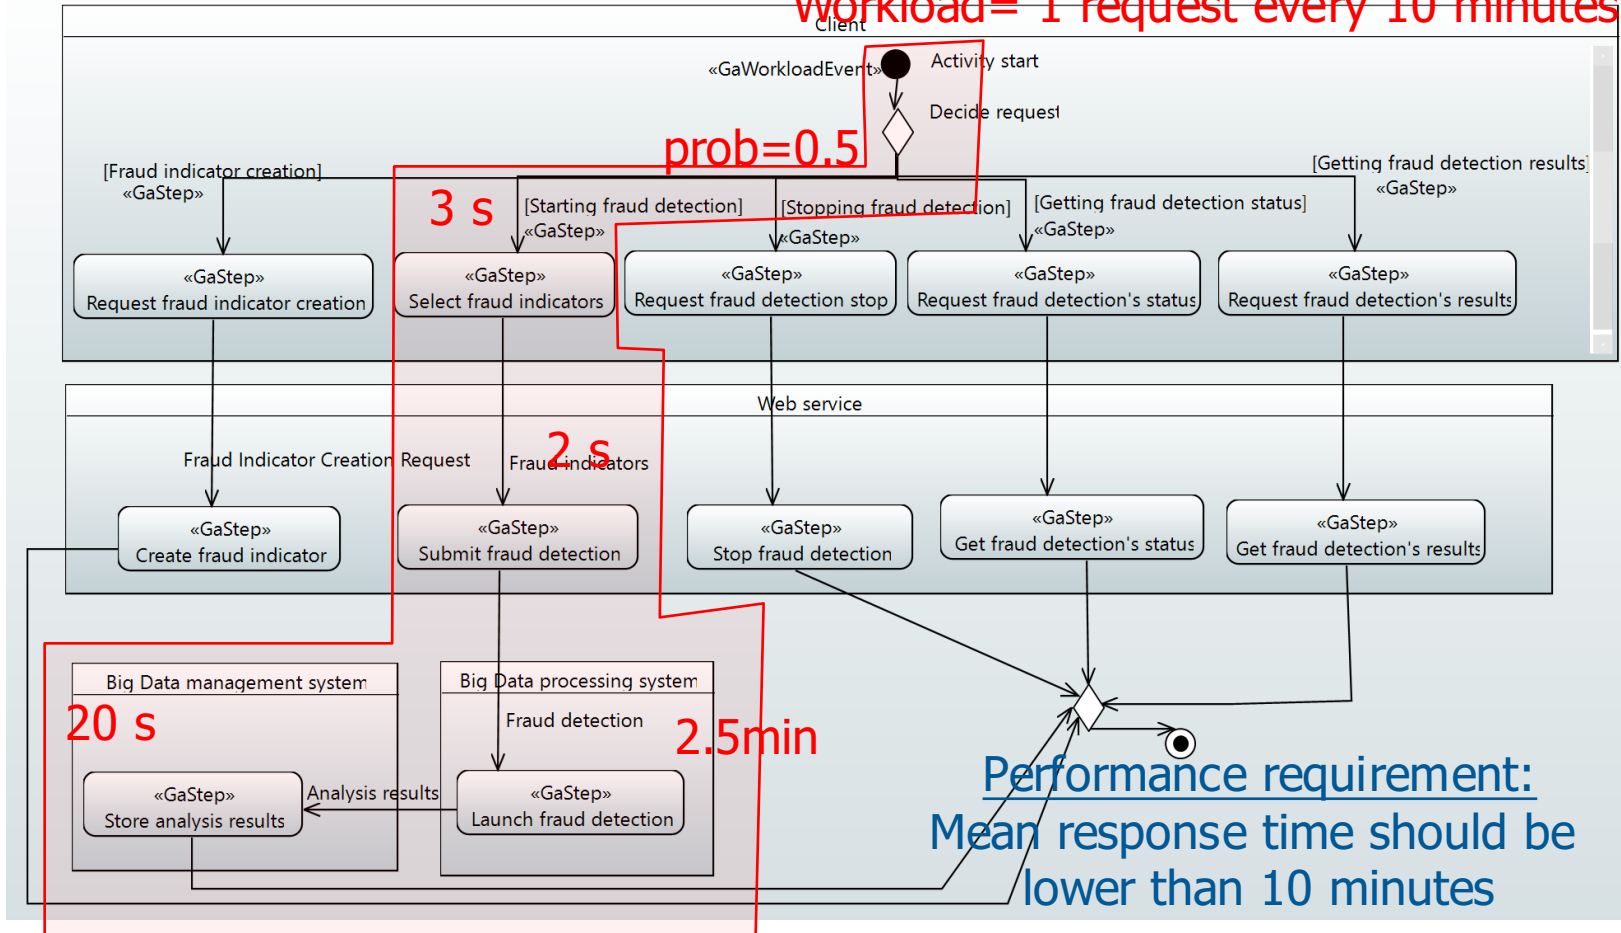 Workload= 1 request every 10 minutes
Client
«GaWorkloadEvent»
Activity start
Decide request
prob=0.5
[Fraud indicator creation]
«GaStep»
3 s
[Starting fraud detection]
«GaStep»
[Stopping fraud detection]
«GaStep»
[Getting fraud detection status]
«GaStep»
[Getting fraud detection results]
«GaStep»
«GaStep»
Request fraud indicator creation
«GaStep»
Select fraud indicators
«GaStep»
Request fraud detection stop
«GaStep»
Request fraud detection's status
«GaStep»
Request fraud detection's results
Web service
Fraud Indicator Creation Request
2 s
Fraud indicators
«GaStep»
Create fraud indicator
«GaStep»
Submit fraud detection
«GaStep»
Stop fraud detection
«GaStep»
Get fraud detection's status
«GaStep»
Get fraud detection's results
Big Data management system
20 s
Big Data processing system
Fraud detection
2.5min
«GaStep»
Store analysis results
Analysis results
«GaStep»
Launch fraud detection
Performance requirement:
Mean response time should be
lower than 10 minutes